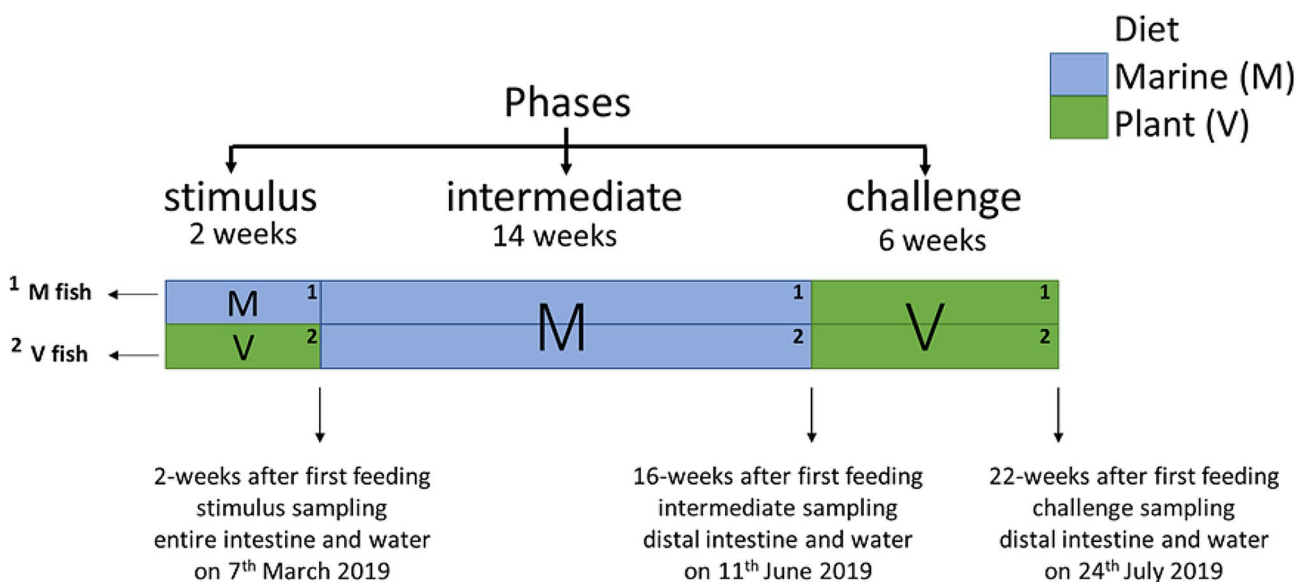 Diet
Marine (M)
Plant (V)
Phases
stimulus
2 weeks
intermediate
14 weeks
challenge
6 weeks
1 M fish
M 1
M
1
V
1
2 V fish
V 2
2
2
2-weeks after first feeding
stimulus sampling
entire intestine and water
on 7th March 2019
16-weeks after first feeding
intermediate sampling
distal intestine and water
on 11th June 2019
22-weeks after first feeding
challenge sampling
distal intestine and water
on 24th July 2019